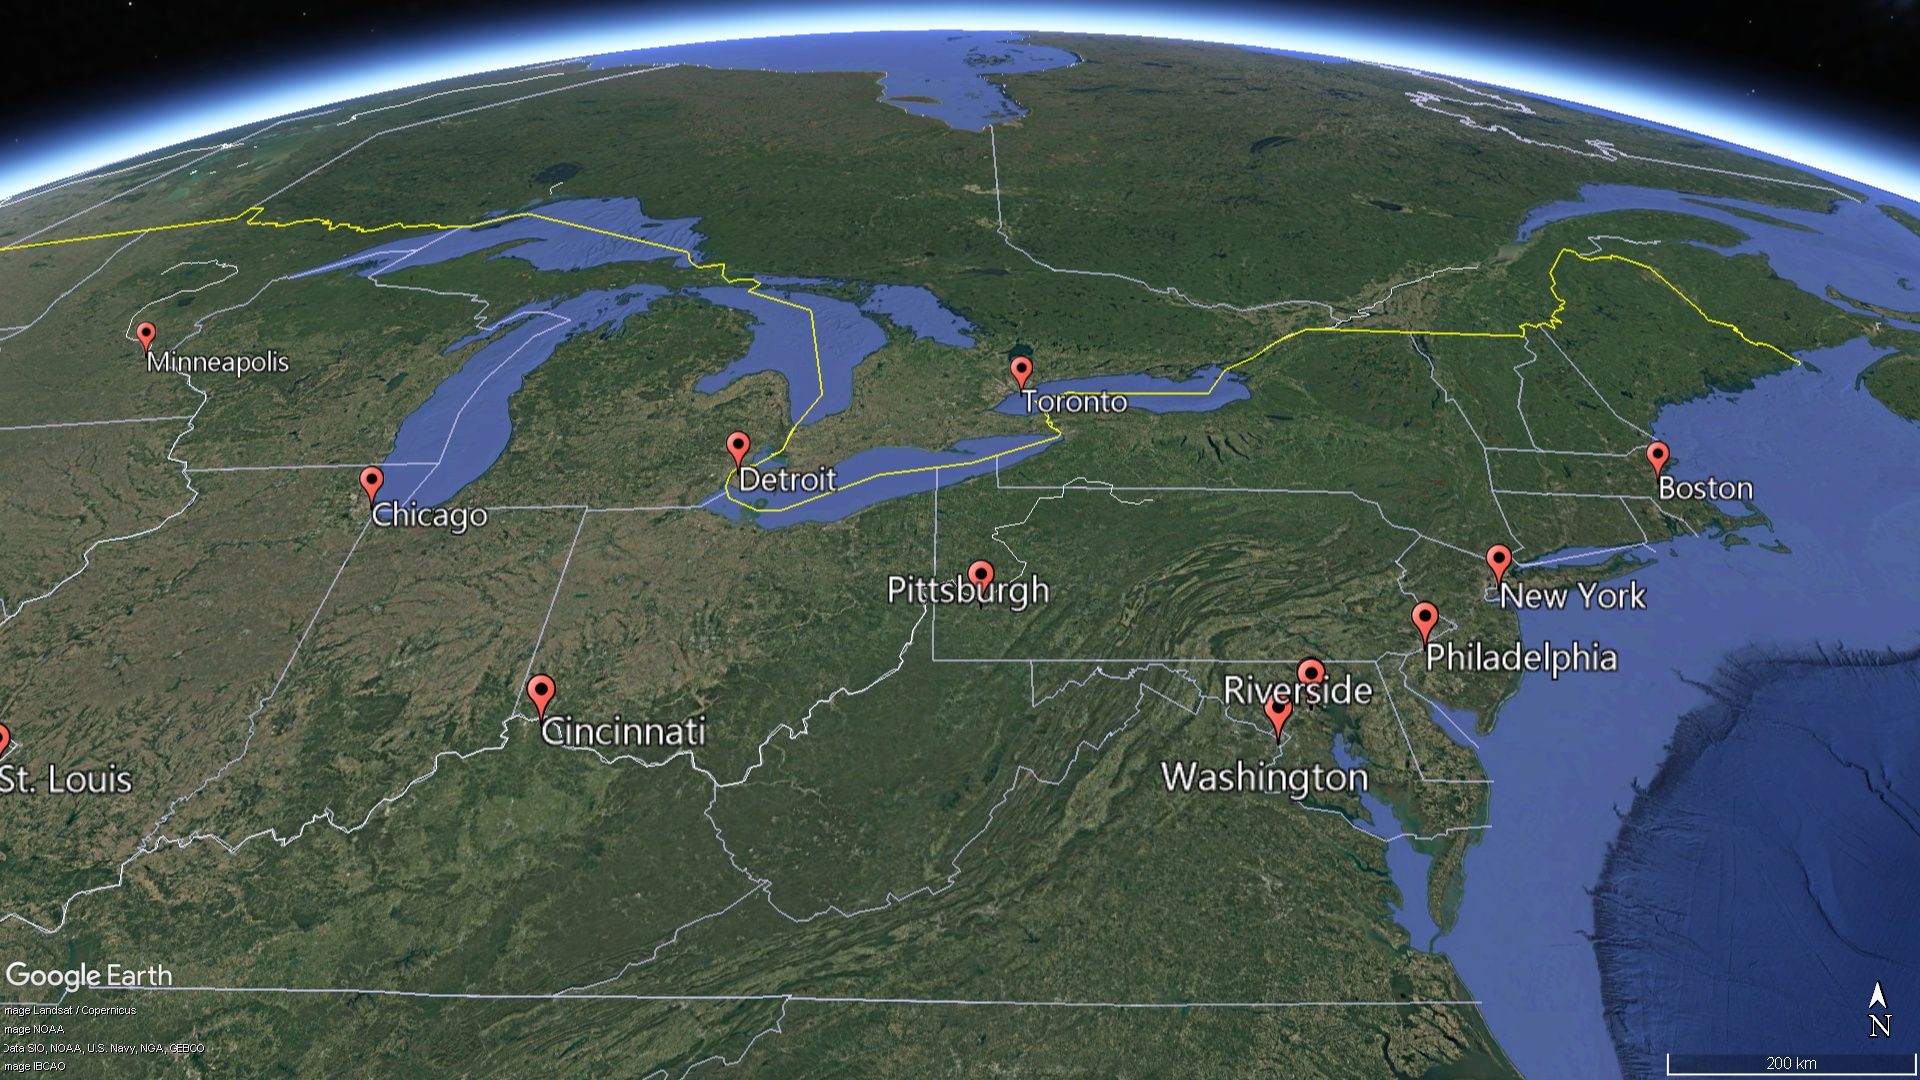 Minneapolis
Toronto
Detroit
Boston
Chicago
Pittsburgh
New York
Philadelphia
Riverside
Cincinnati
Washington
St. Louis
Google Earth
mage Landsat / Copernicus
mage NOAA
Data SIO, NOAA, U.S. Navy, NGA, GEBCO
mage IBCAO
N
200 km